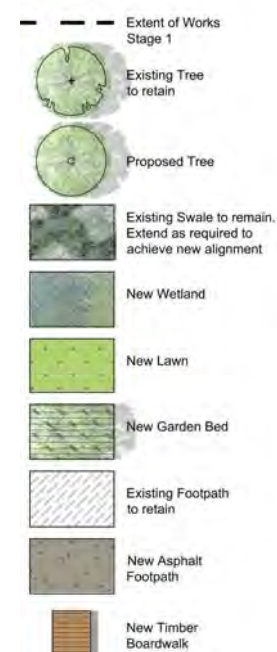 Extent of Works
Stage 1
Existing Tree
to retain
Proposed Tree
Existing Swale to remain.
Extend as required to
achieve new alignment
New Wetland
New Lawn
New Garden Bed
Existing Footpath
to retain
New Asphalt
Footpath
New Timber
Boardwalk